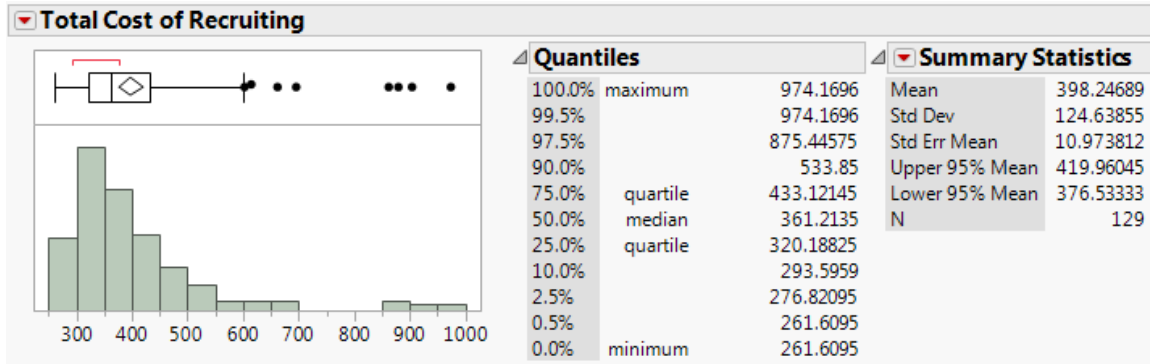 Total Cost of Recruiting
300 400 500 600 700 800 900 1000
Quantiles
100.0% maximum 974.1696
99.5% 974.1696
97.5% 875.44575
90.0% 533.85
75.0% quartile 433.12145
50.0% median 361.2135
25.0% quartile 320.18825
10.0% 293.5959
2.5% 276.82095
0.5% 261.6095
0.0% minimum 261.6095
Summary Statistics
Mean 398.24689
Std Dev 124.63855
Std Err Mean 10.973812
Upper 95% Mean 419.96045
Lower 95% Mean 376.53333
N 129